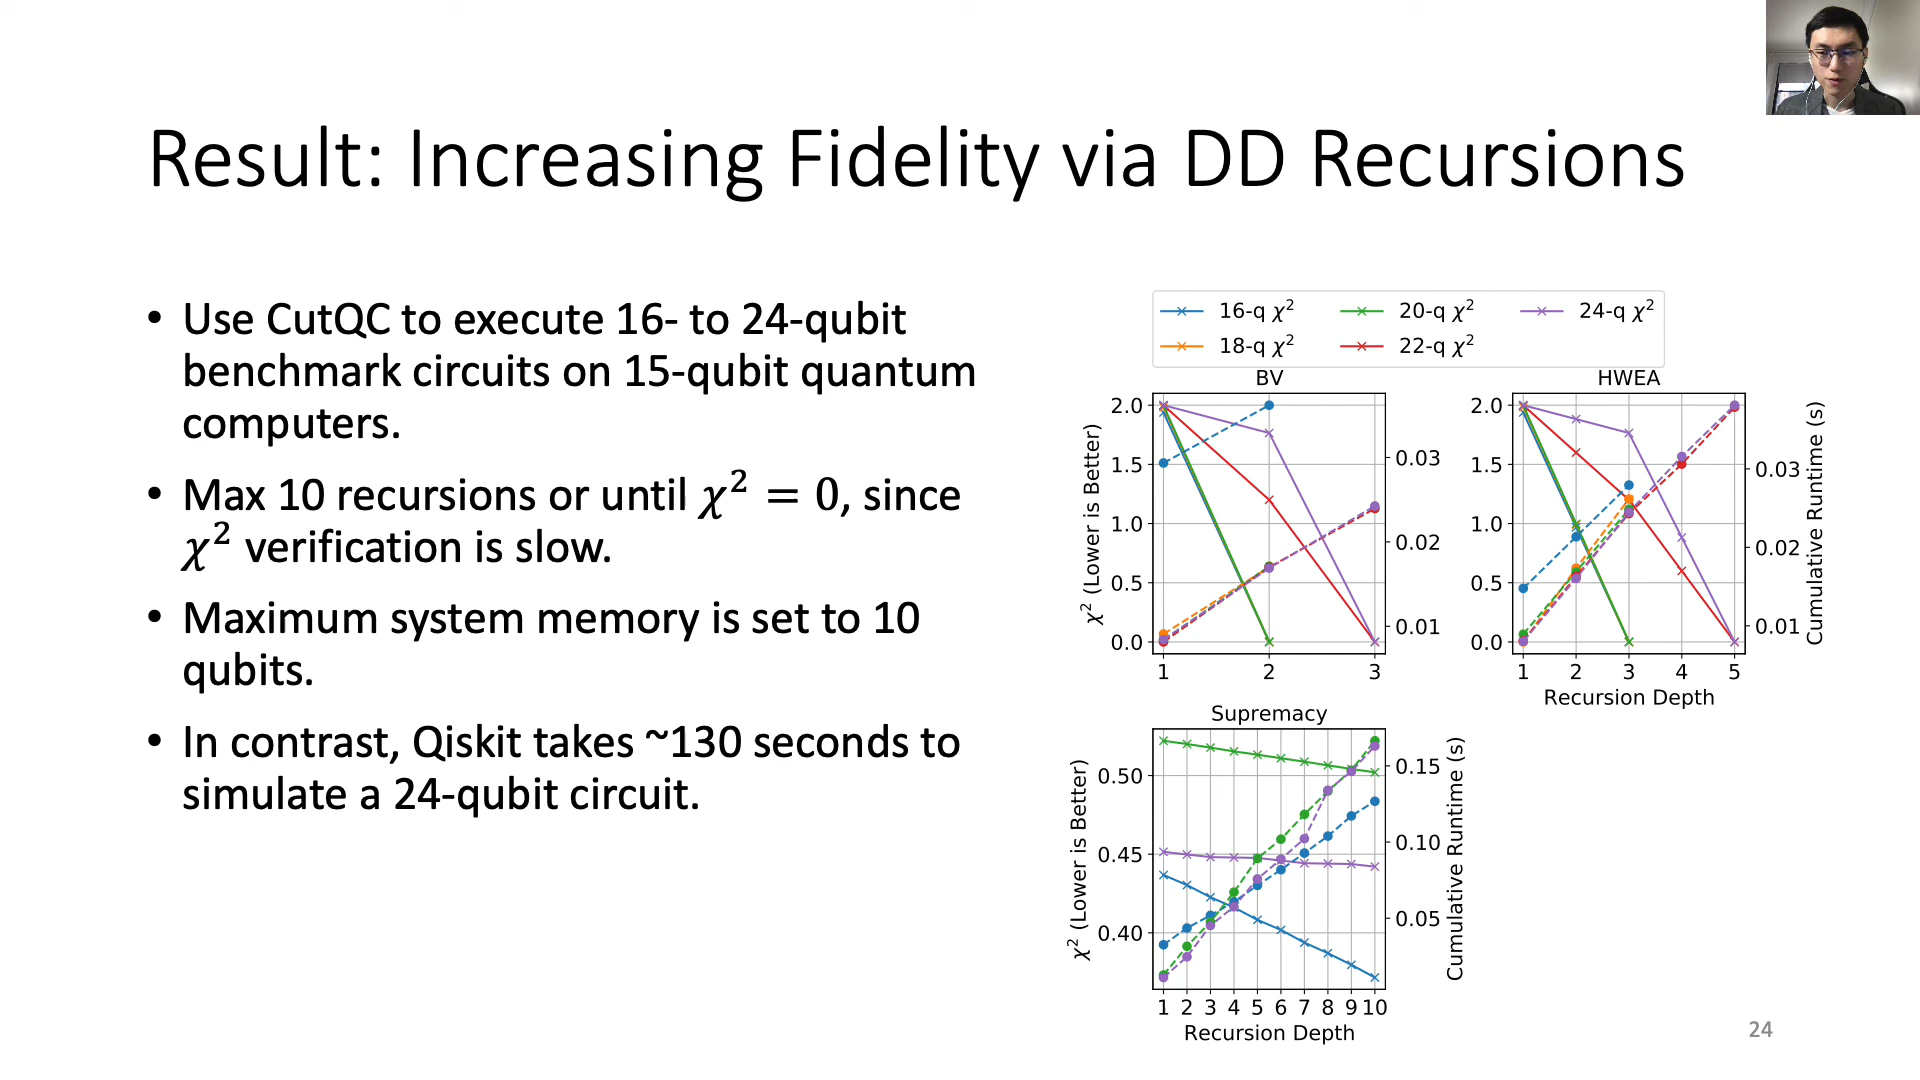 Result: Increasing Fidelity via DD Recursions
• Use CutQC to execute 16- to 24-qubit
benchmark circuits on 15-qubit quantum
computers.
• Max 10 recursions or until χ² = 0, since
χ² verification is slow.
• Maximum system memory is set to 10
qubits.
• In contrast, Qiskit takes ~130 seconds to
simulate a 24-qubit circuit.
16-q χ² 20-q χ² 24-q χ²
18-q χ² 22-q χ²
BV
χ² (Lower is Better)
2.0
1.5
1.0
0.5
0.0
0.03
0.02
0.01
1 2 3
HWEA
2.0
1.5
1.0
0.5
0.0
0.03
0.02
0.01
Cumulative Runtime (s)
1 2 3 4 5
Recursion Depth
Supremacy
χ² (Lower is Better)
0.50
0.45
0.40
0.15
0.10
0.05
Cumulative Runtime (s)
1 2 3 4 5 6 7 8 9 10
Recursion Depth
24